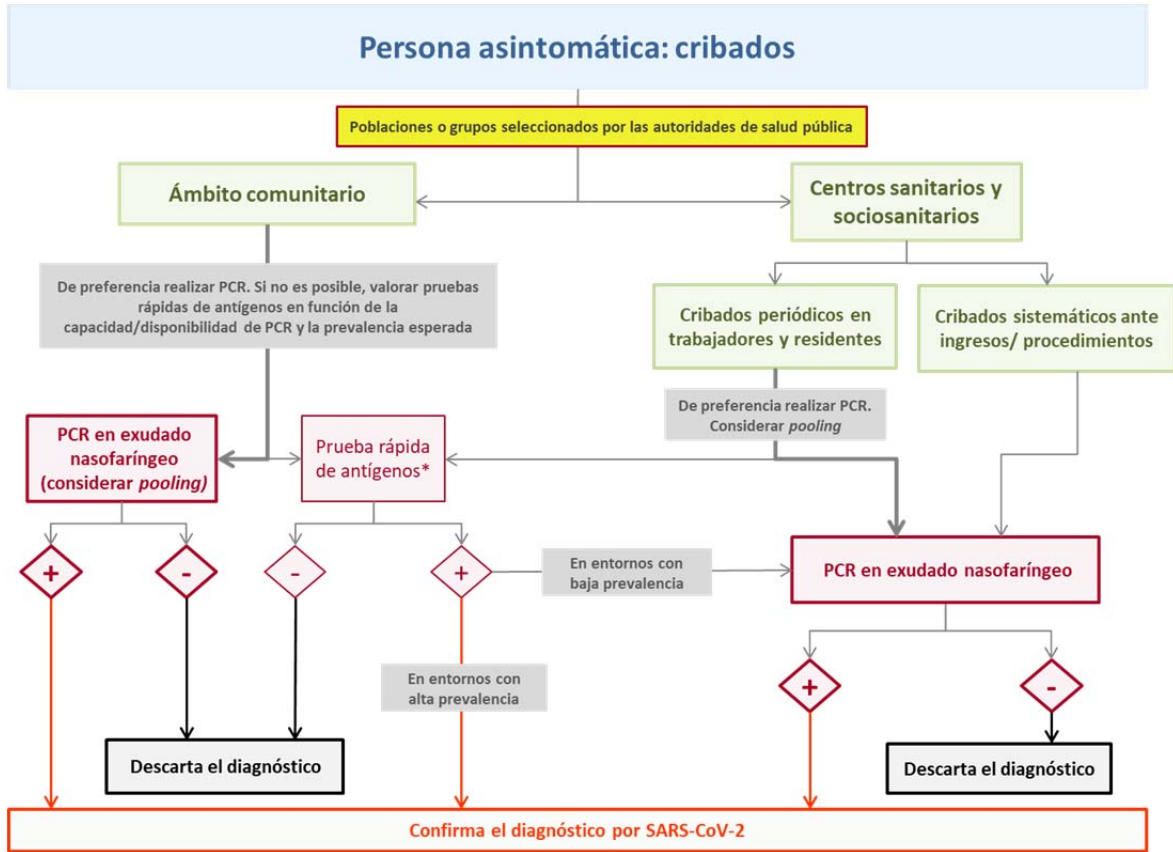 Persona asintomática: cribados
Poblaciones o grupos seleccionados por las autoridades de salud pública
Ámbito comunitario
Centros sanitarios y
sociosanitarios
De preferencia realizar PCR. Si no es posible, valorar pruebas
rápidas de antígenos en función de la
capacidad/disponibilidad de PCR y la prevalencia esperada
Cribados periódicos en
trabajadores y residentes
Cribados sistemáticos ante
ingresos/ procedimientos
De preferencia realizar PCR.
Considerar pooling
PCR en exudado
nasofaríngeo
(considerar pooling)
Prueba rápida
de antígenos*
+
-
-
+
En entornos con
baja prevalencia
PCR en exudado nasofaríngeo
En entornos con
alta prevalencia
+
-
Descarta el diagnóstico
Descarta el diagnóstico
Confirma el diagnóstico por SARS-CoV-2